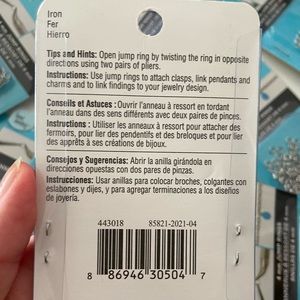 Iron
Fer
Hierro
Tips and Hints: Open jump ring by twisting the ring in opposite
directions using two pairs of pliers.
Instructions: Use jump rings to attach clasps, link pendants and
charms and to link findings to your jewelry design.
Conseils et Astuces : Ouvrir l'anneau à ressort en tordant
l'anneau dans des sens différents avec deux paires de pinces.
Instructions : Utiliser les anneaux à ressort pour attacher des
fermoirs, pour lier des pendentifs et des breloques et pour lier
des apprêts à ses créations de bijoux.
Consejos y Sugerencias: Abrir la anilla girándola en
direcciones opuestas con dos pares de pinzas.
Instrucciones: Usar anillas para colocar broches, colgantes con
eslabones y dijes, y para agregar terminaciones a los diseños
de joyería.
443018 85821-2021-04
8 86946 30504 7